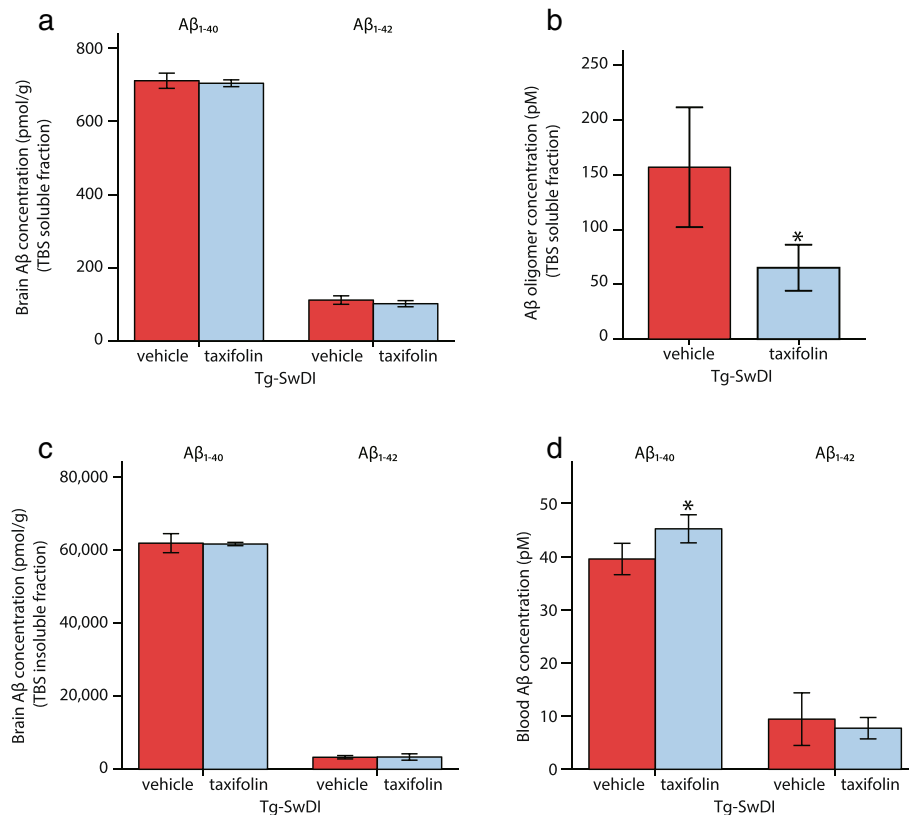 a
Aβ₁₋₄₀ Aβ₁₋₄₂
Brain Aβ concentration (pmol/g)
(TBS soluble fraction)
800
600
400
200
0
vehicle taxifolin vehicle taxifolin
Tg-SwDI
b
Aβ oligomer concentration (pM)
(TBS soluble fraction)
250
200
150
100
50
0
*
vehicle taxifolin
Tg-SwDI
c
Aβ₁₋₄₀ Aβ₁₋₄₂
Brain Aβ concentration (pmol/g)
(TBS insoluble fraction)
80,000
60,000
40,000
20,000
0
vehicle taxifolin vehicle taxifolin
Tg-SwDI
d
Aβ₁₋₄₀ Aβ₁₋₄₂
Blood Aβ concentration (pM)
50
40
30
20
10
0
*
vehicle taxifolin vehicle taxifolin
Tg-SwDI